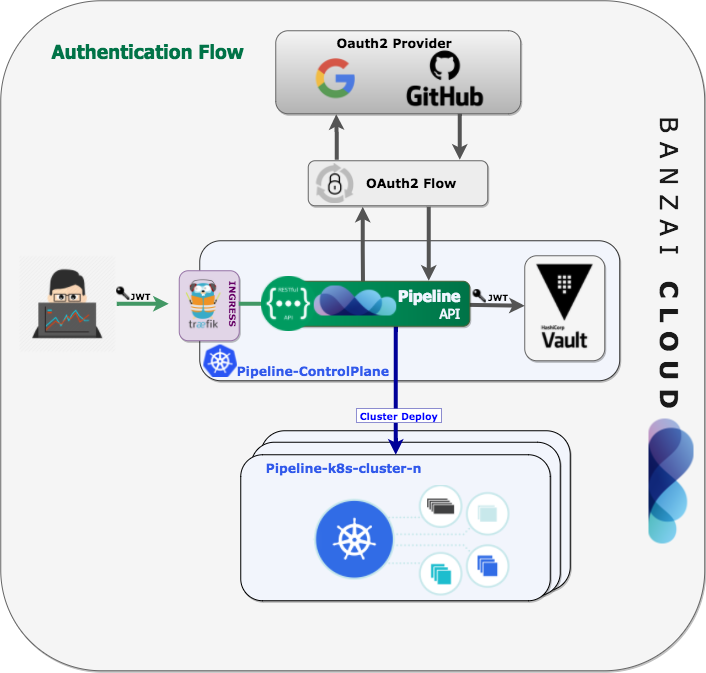 Authentication Flow
Oauth2 Provider
GitHub
OAuth2 Flow
JWT
INGRESS
træfik
RESTFUL
{•••}
API
Pipeline
API
JWT
HashiCorp
Vault
Pipeline-ControlPlane
Cluster Deploy
Pipeline-k8s-cluster-n
BANZAI CLOUD